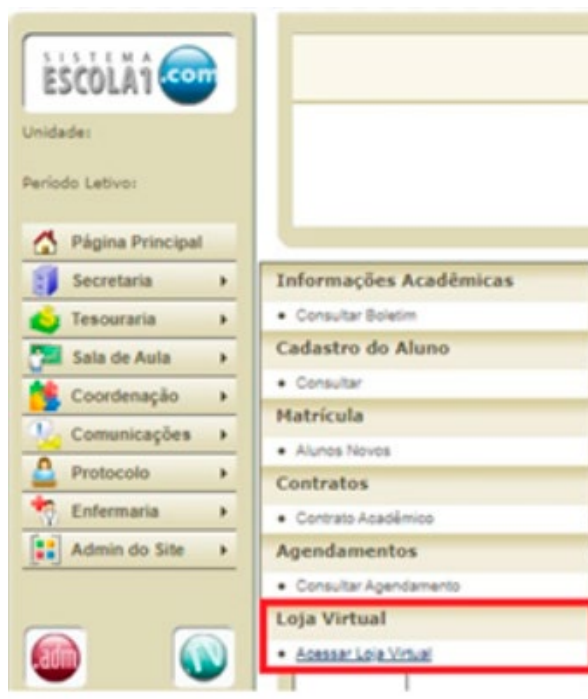 SISTEMA
ESCOLA1.com
Unidade:
Período Letivo:
Página Principal
Secretaria
Tesouraria
Sala de Aula
Coordenação
Comunicações
Protocolo
Enfermaria
Admin do Site
.adm
Informações Acadêmicas
Consultar Boletim
Cadastro do Aluno
Consultar
Matrícula
Alunos Novos
Contratos
Contrato Acadêmico
Agendamentos
Consultar Agendamento
Loja Virtual
Acessar Loja Virtual